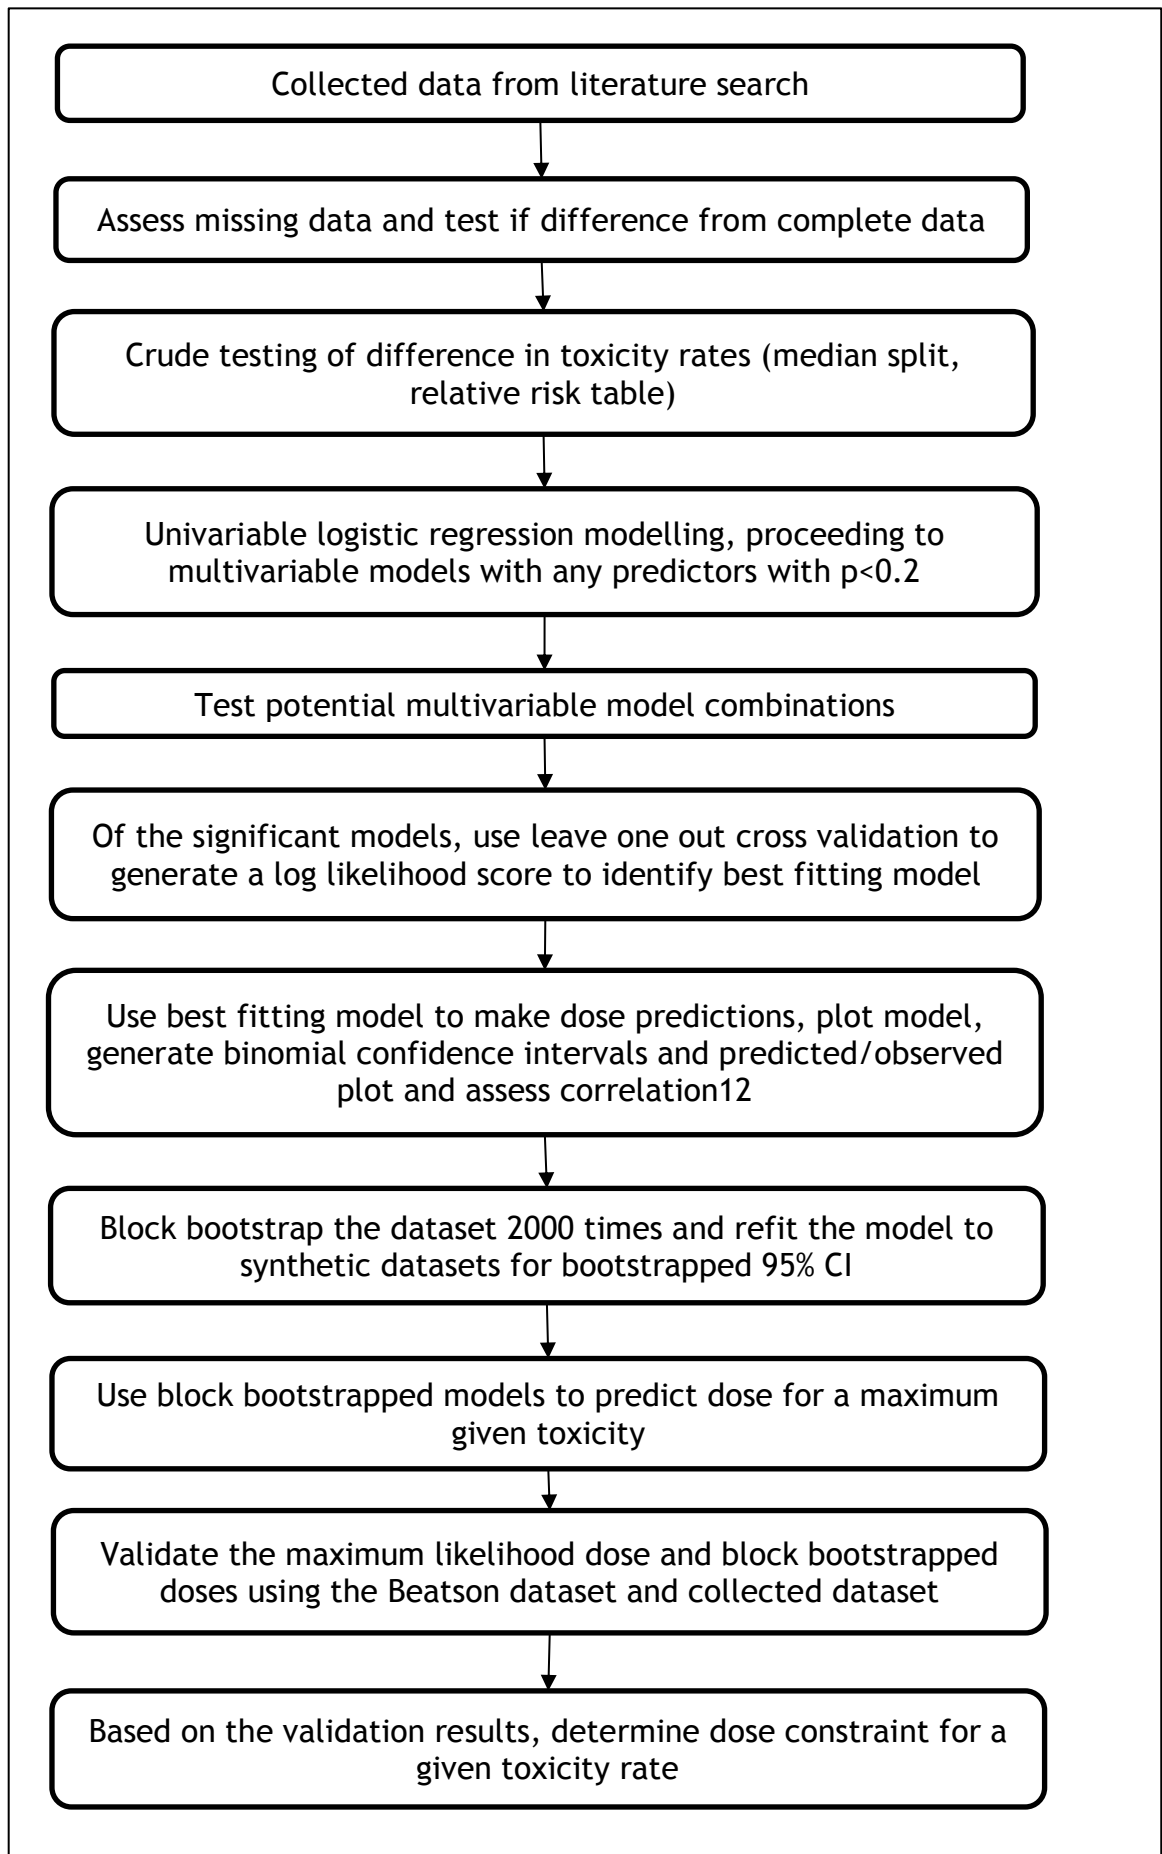 Collected data from literature search
Assess missing data and test if difference from complete data
Crude testing of difference in toxicity rates (median split,
relative risk table)
Univariable logistic regression modelling, proceeding to
multivariable models with any predictors with p<0.2
Test potential multivariable model combinations
Of the significant models, use leave one out cross validation to
generate a log likelihood score to identify best fitting model
Use best fitting model to make dose predictions, plot model,
generate binomial confidence intervals and predicted/observed
plot and assess correlation12
Block bootstrap the dataset 2000 times and refit the model to
synthetic datasets for bootstrapped 95% CI
Use block bootstrapped models to predict dose for a maximum
given toxicity
Validate the maximum likelihood dose and block bootstrapped
doses using the Beatson dataset and collected dataset
Based on the validation results, determine dose constraint for a
given toxicity rate